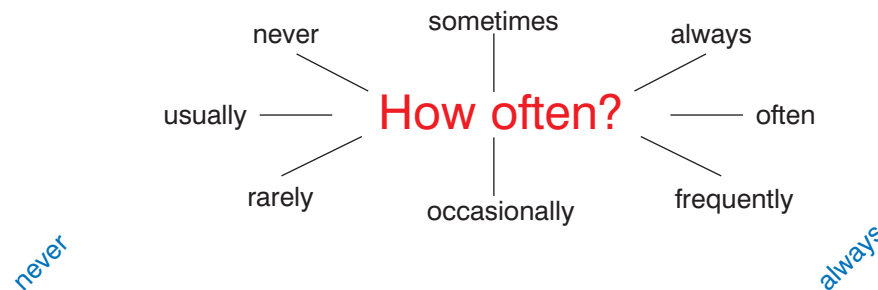 sometimes
never
always
How often?
usually
often
rarely
frequently
occasionally
never
always